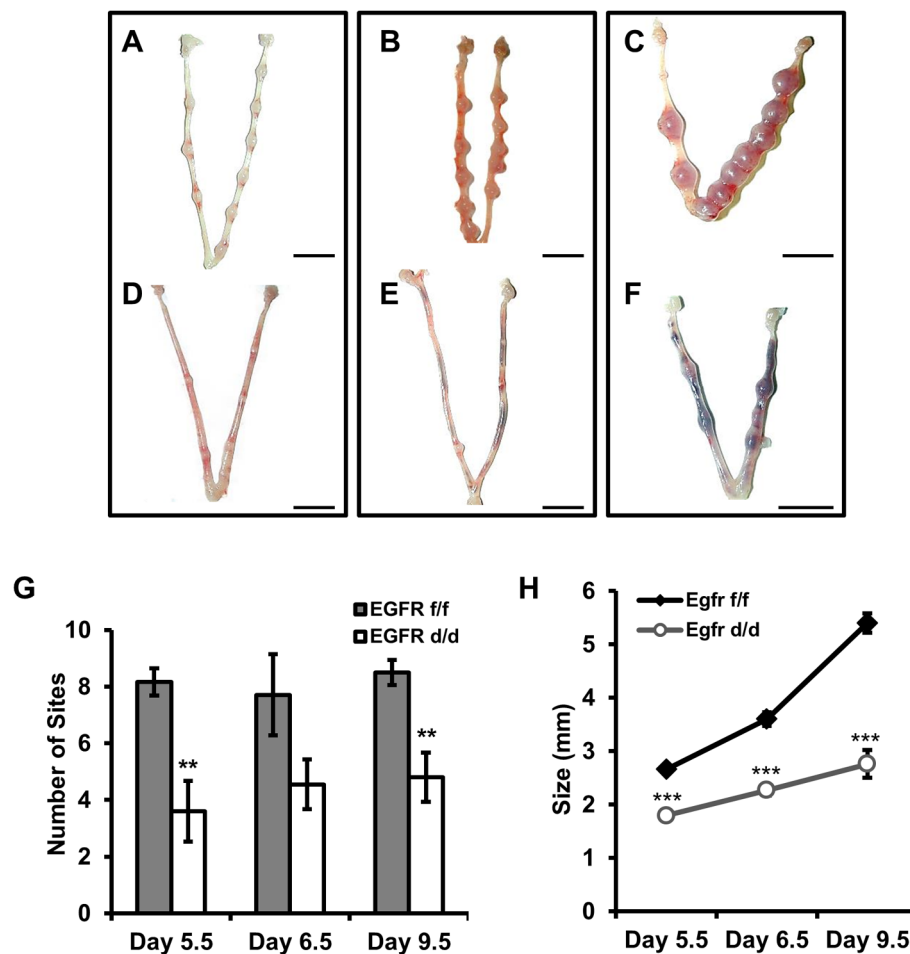 A
B
C
D
E
F
G
EGFR f/f
EGFR d/d
Number of Sites
10
8
6
4
2
0
**
**
Day 5.5
Day 6.5
Day 9.5
H
Egfr f/f
Egfr d/d
Size (mm)
6
5
4
3
2
1
0
***
***
***
Day 5.5
Day 6.5
Day 9.5